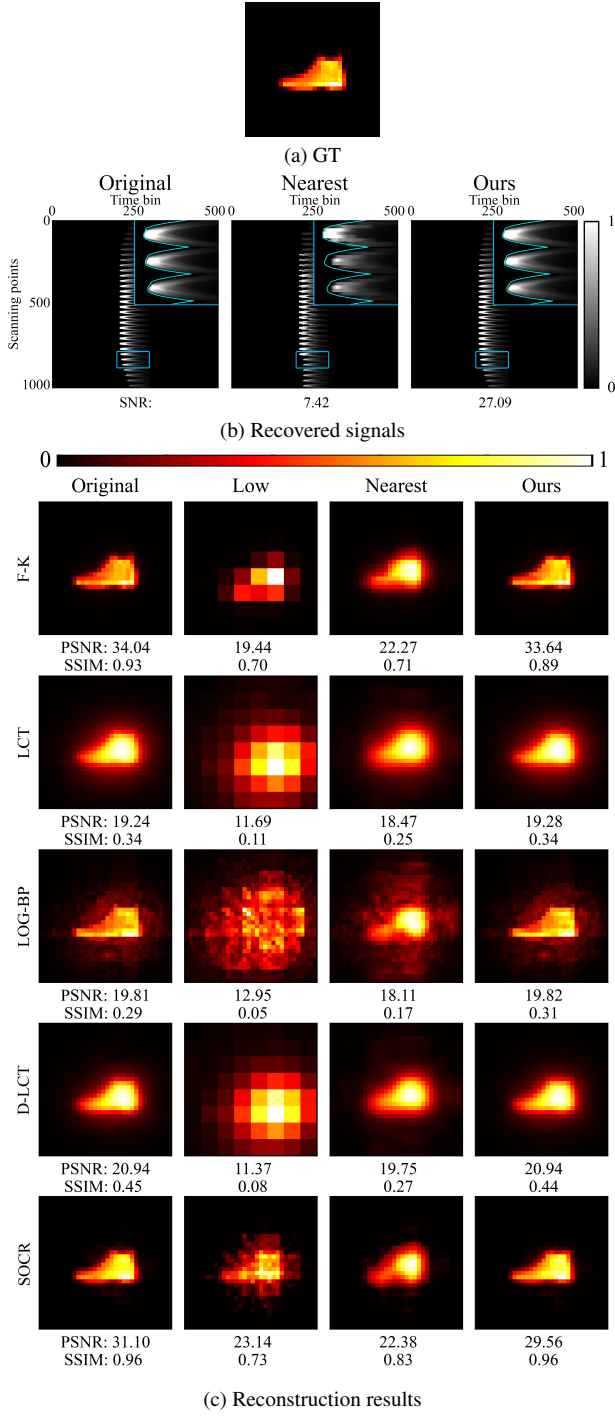 (a) GT
Original Nearest Ours
Time bin Time bin Time bin
0 250 500 0 250 500 0 250 500
Scanning points
0
500
1000
1
0
SNR: 7.42 27.09
(b) Recovered signals
0 1
Original Low Nearest Ours
F-K
PSNR: 34.04 19.44 22.27 33.64
SSIM: 0.93 0.70 0.71 0.89
LCT
PSNR: 19.24 11.69 18.47 19.28
SSIM: 0.34 0.11 0.25 0.34
LOG-BP
PSNR: 19.81 12.95 18.11 19.82
SSIM: 0.29 0.05 0.17 0.31
D-LCT
PSNR: 20.94 11.37 19.75 20.94
SSIM: 0.45 0.08 0.27 0.44
SOCR
PSNR: 31.10 23.14 22.38 29.56
SSIM: 0.96 0.73 0.83 0.96
(c) Reconstruction results